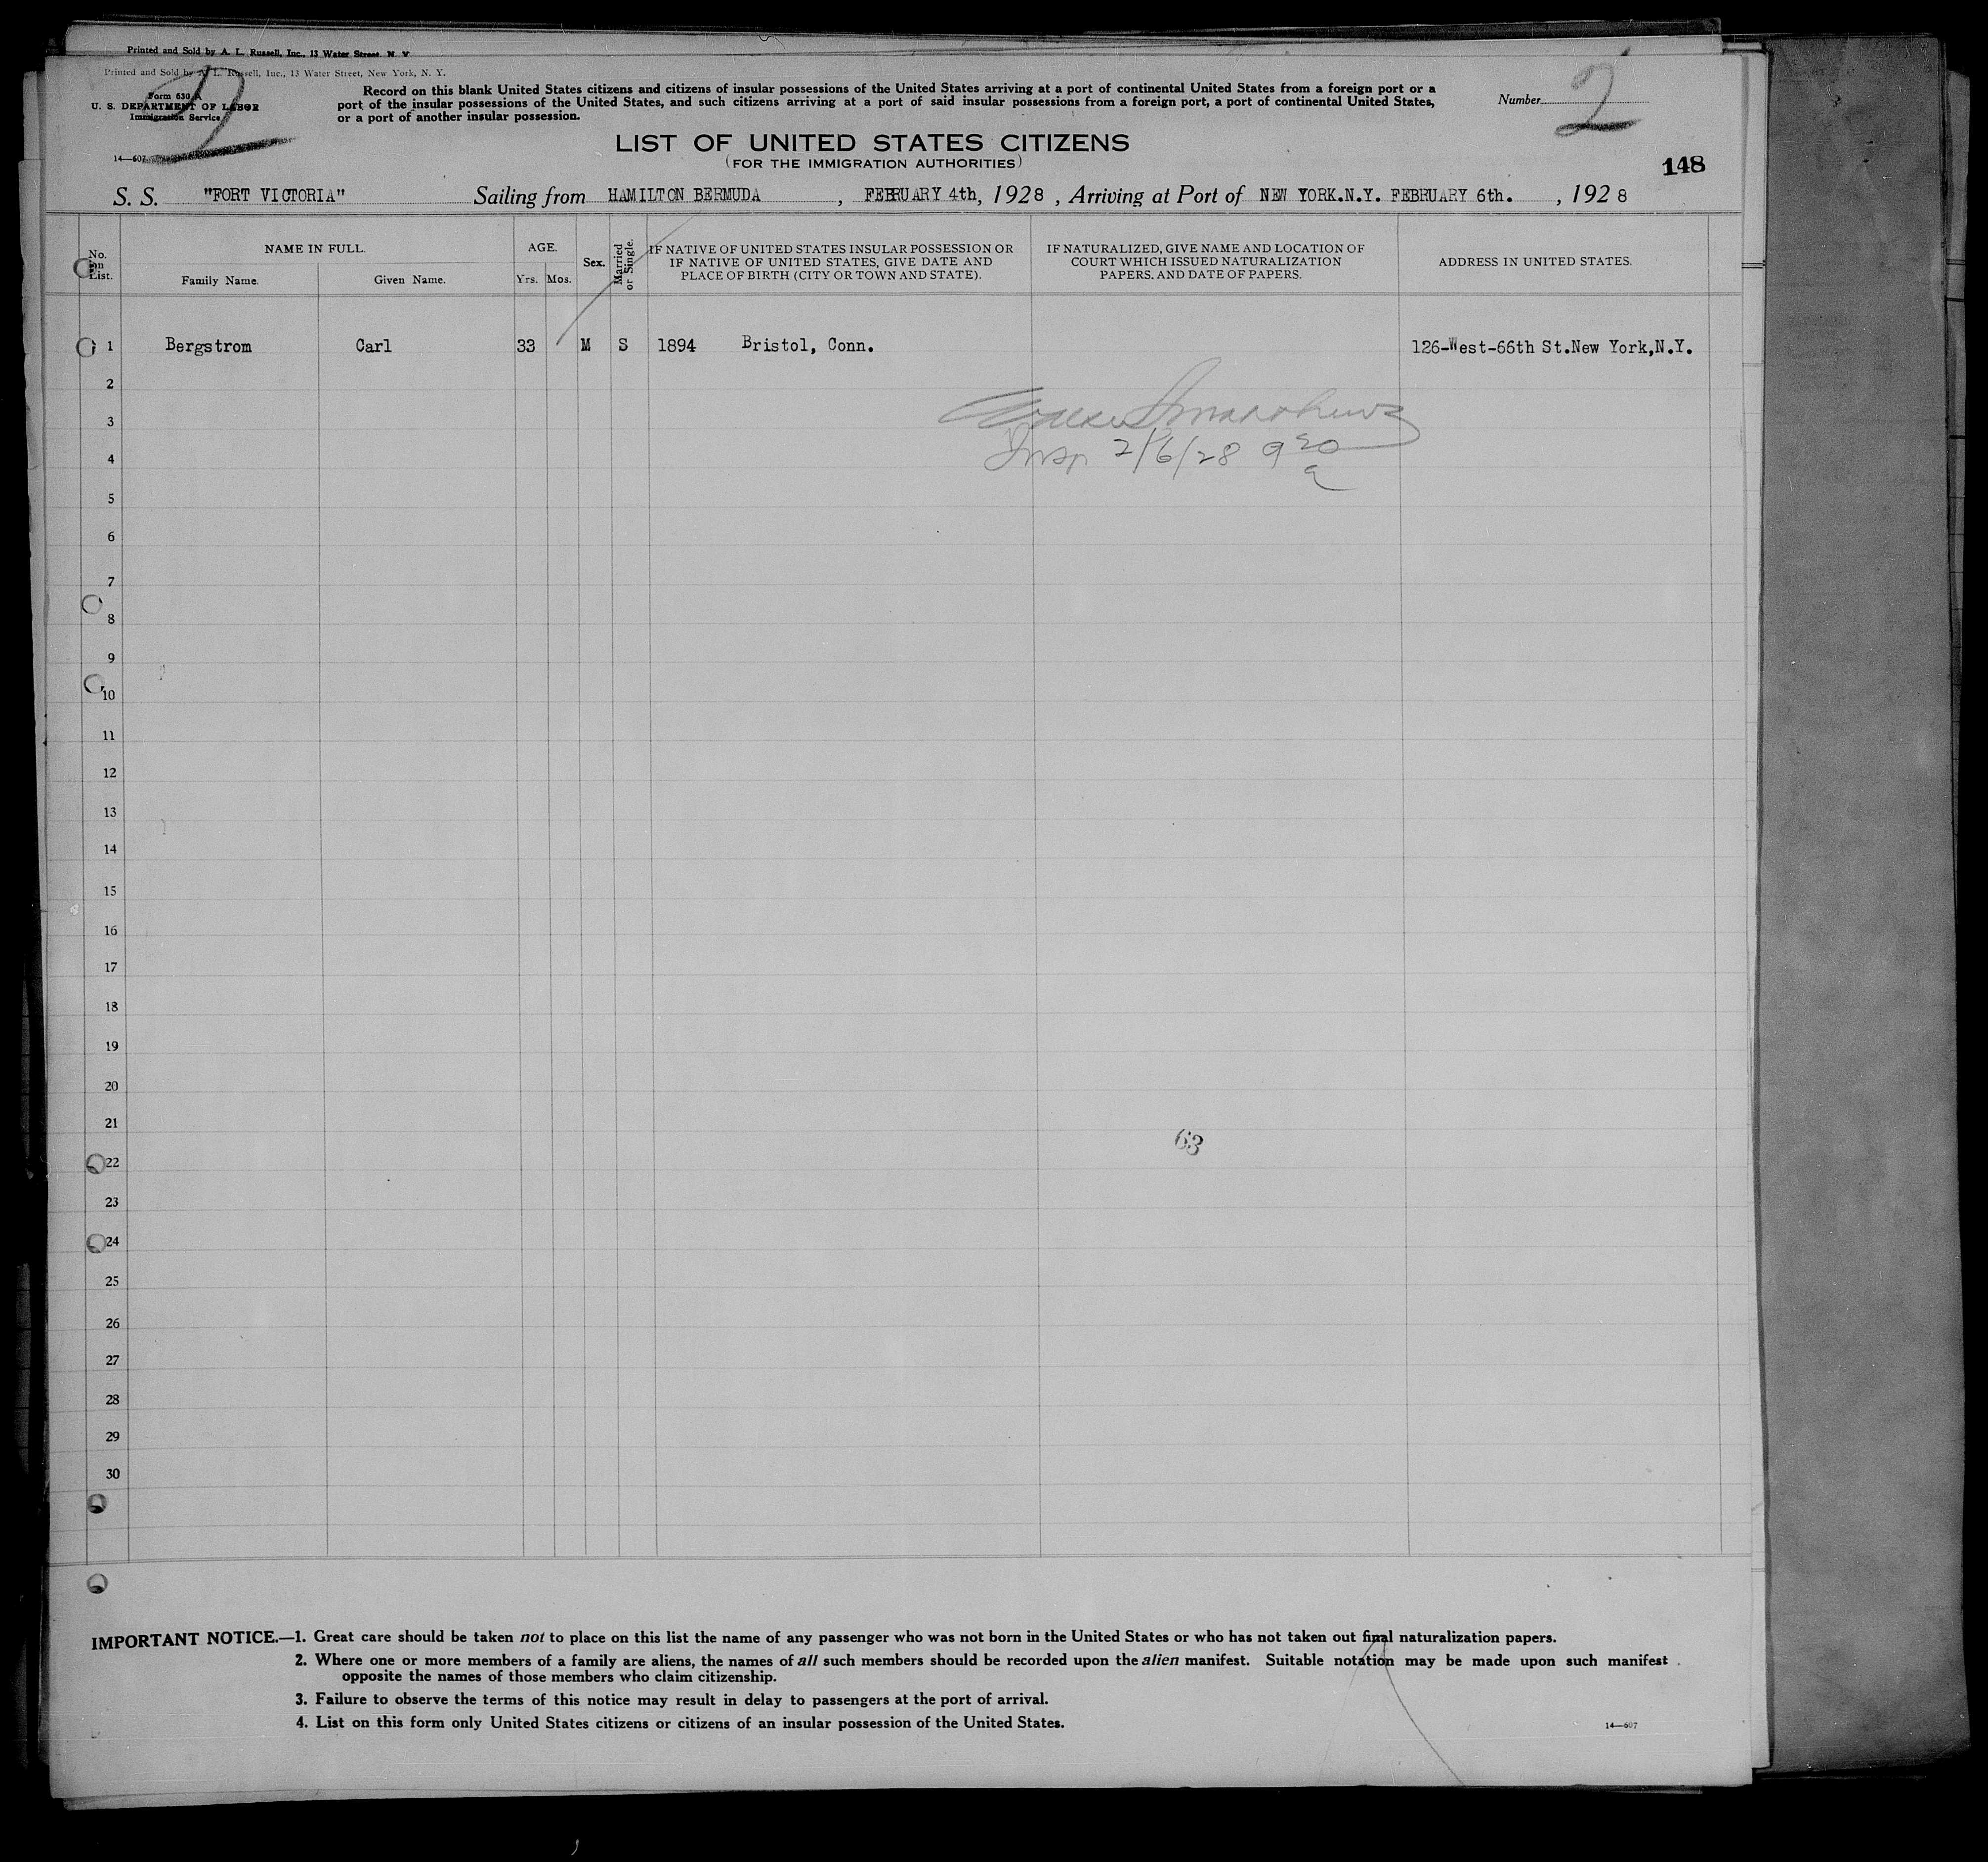 Printed and Sold by A. L. Russell, Inc., 13 Water Street, N. Y
Printed and Sold by A. L. Russell, Inc., 13 Water Street, New York, N. Y.
Form 630 A
U. S. DEPARTMENT OF LABOR
Immigration Service
14—607
2
Record on this blank United States citizens and citizens of insular possessions of the United States arriving at a port of continental United States from a foreign port or a
port of the insular possessions of the United States, and such citizens arriving at a port of said insular possessions from a foreign port, a port of continental United States,
or a port of another insular possession.
Number 2
LIST OF UNITED STATES CITIZENS
(FOR THE IMMIGRATION AUTHORITIES)
148
S. S. "FORT VICTORIA" Sailing from HAMILTON BERMUDA , FEBRUARY 4th, 1928 , Arriving at Port of NEW YORK.N.Y. FEBRUARY 6th. , 1928
No. on List.
NAME IN FULL.
Family Name. Given Name.
AGE.
Yrs. Mos.
Sex.
Married or Single.
IF NATIVE OF UNITED STATES INSULAR POSSESSION OR
IF NATIVE OF UNITED STATES, GIVE DATE AND
PLACE OF BIRTH (CITY OR TOWN AND STATE).
IF NATURALIZED, GIVE NAME AND LOCATION OF
COURT WHICH ISSUED NATURALIZATION
PAPERS. AND DATE OF PAPERS.
ADDRESS IN UNITED STATES.
1 Bergstrom Carl 33 M S 1894 Bristol, Conn. 126-West-66th St.New York,N.Y.
2
3
4 Insp 2/6/28 9 20 a
5
6
7
8
9
10
11
12
13
14
15
16
17
18
19
20
21
63
22
23
24
25
26
27
28
29
30
IMPORTANT NOTICE.—1. Great care should be taken not to place on this list the name of any passenger who was not born in the United States or who has not taken out final naturalization papers.
2. Where one or more members of a family are aliens, the names of all such members should be recorded upon the alien manifest. Suitable notation may be made upon such manifest
opposite the names of those members who claim citizenship.
3. Failure to observe the terms of this notice may result in delay to passengers at the port of arrival.
4. List on this form only United States citizens or citizens of an insular possession of the United States.
14—607